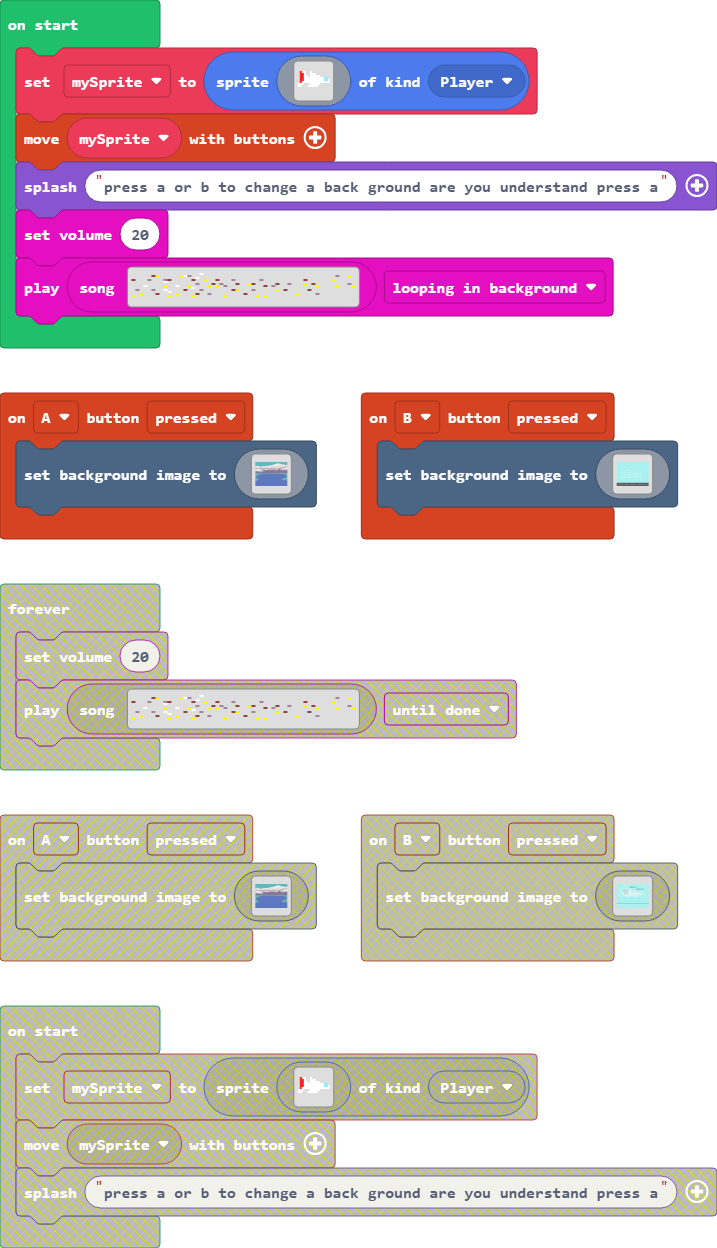 on start
set mySprite to sprite of kind Player
move mySprite with buttons
splash "press a or b to change a back ground are you understand press a"
set volume 20
play song looping in background
on A button pressed
set background image to
on B button pressed
set background image to
forever
set volume 20
play song until done
on A button pressed
set background image to
on B button pressed
set background image to
on start
set mySprite to sprite of kind Player
move mySprite with buttons
splash "press a or b to change a back ground are you understand press a"